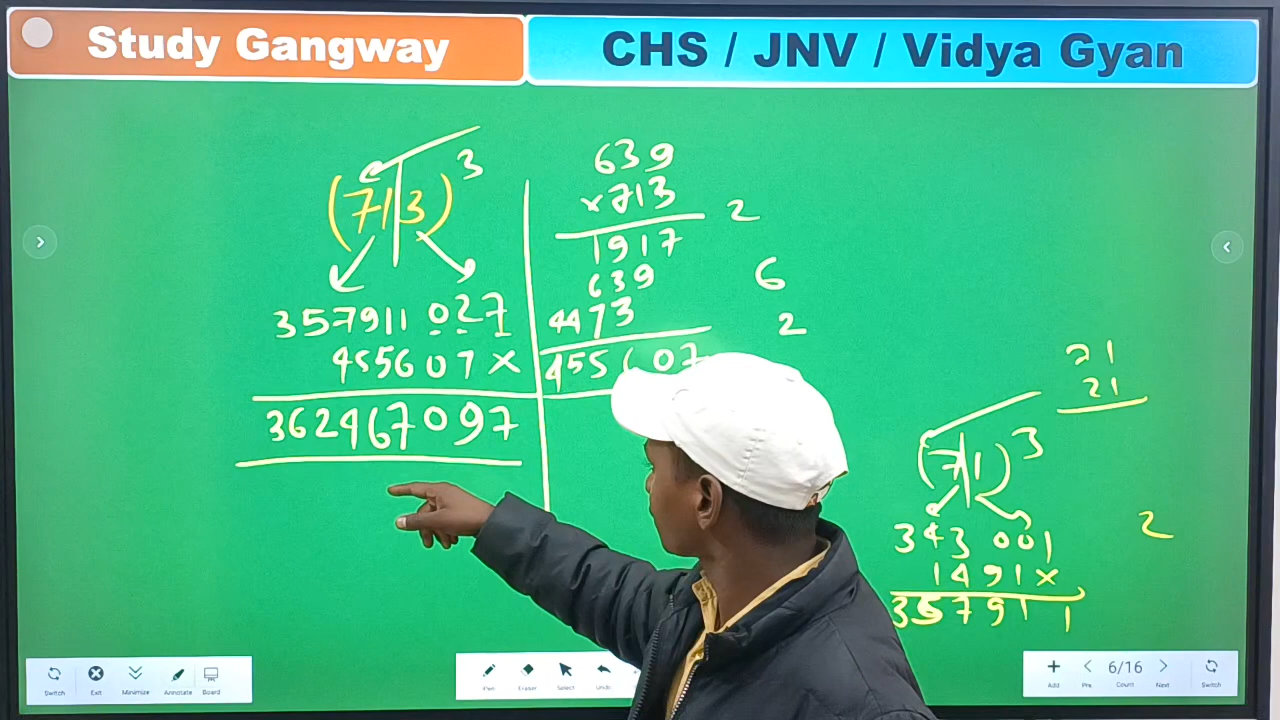 Study Gangway
CHS / JNV / Vidya Gyan
(713)³
357911 027
455607 ×
362467097
639
×713
1917
639
4473
455607
2
6
2
21
21
(71)³
343 001
1491×
357911
2
6/16
Switch
Exit
Minimize
Annotate
Board
Pen
Eraser
Select
Undo
Add
Pre
Count
Next
Switch